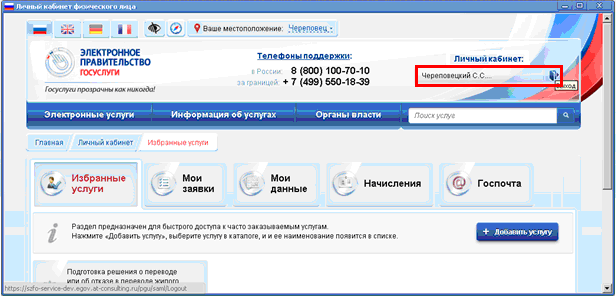 Личный кабинет физического лица
Ваше местоположение: Череповец
ЭЛЕКТРОННОЕ
ПРАВИТЕЛЬСТВО
ГОСУСЛУГИ
Госуслуги прозрачны как никогда!
Телефоны поддержки:
в России: 8 (800) 100-70-10
за границей: + 7 (499) 550-18-39
Личный кабинет:
Череповецкий С.С....
Выход
Электронные услуги
Информация об услугах
Органы власти
Поиск услуг
Главная
Личный кабинет
Избранные услуги
Избранные
услуги
Мои
заявки
Мои
данные
Начисления
Госпочта
Раздел предназначен для быстрого доступа к часто заказываемым услугам.
Нажмите «Добавить услугу», выберите услугу в каталоге, и ее наименование появится в списке.
+ Добавить услугу
Подготовка решения о переводе
или об отказе в переводе жилого
https://szfo-service-dev.egov.at-consulting.ru/pgu/saml/Logout